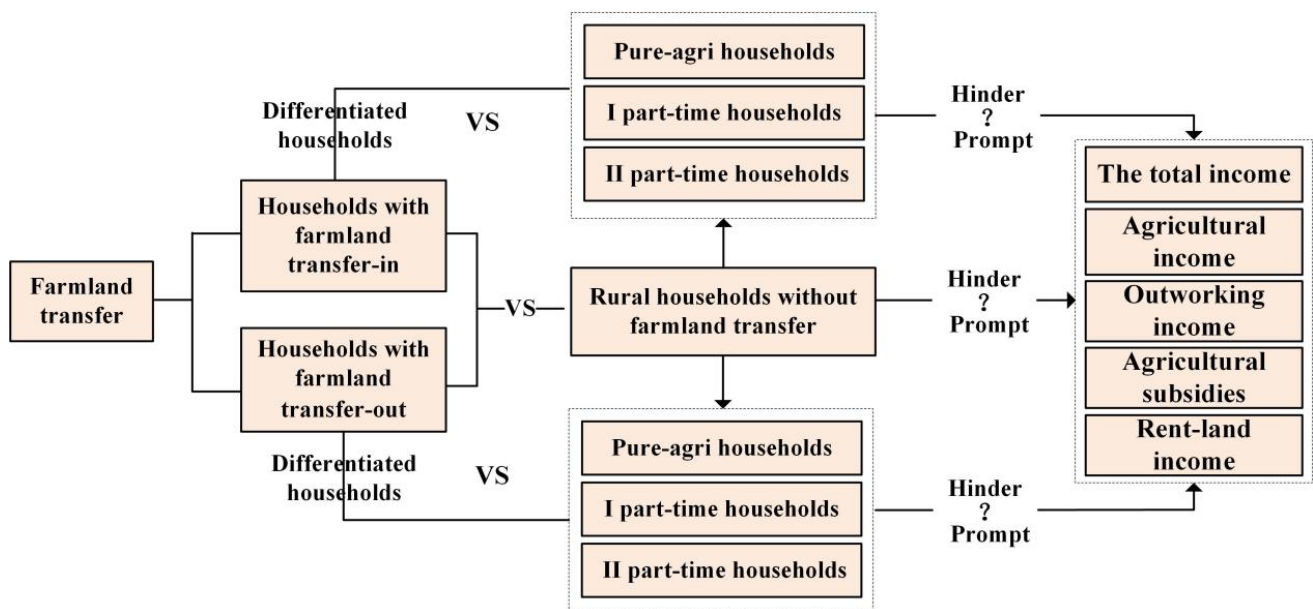 Farmland
transfer
Differentiated
households
Households with
farmland
transfer-in
Households with
farmland
transfer-out
Differentiated
households
VS
VS
VS
Pure-agri households
I part-time households
II part-time households
Rural households without
farmland transfer
Pure-agri households
I part-time households
II part-time households
Hinder
?
Prompt
Hinder
?
Prompt
Hinder
?
Prompt
The total income
Agricultural
income
Outworking
income
Agricultural
subsidies
Rent-land
income